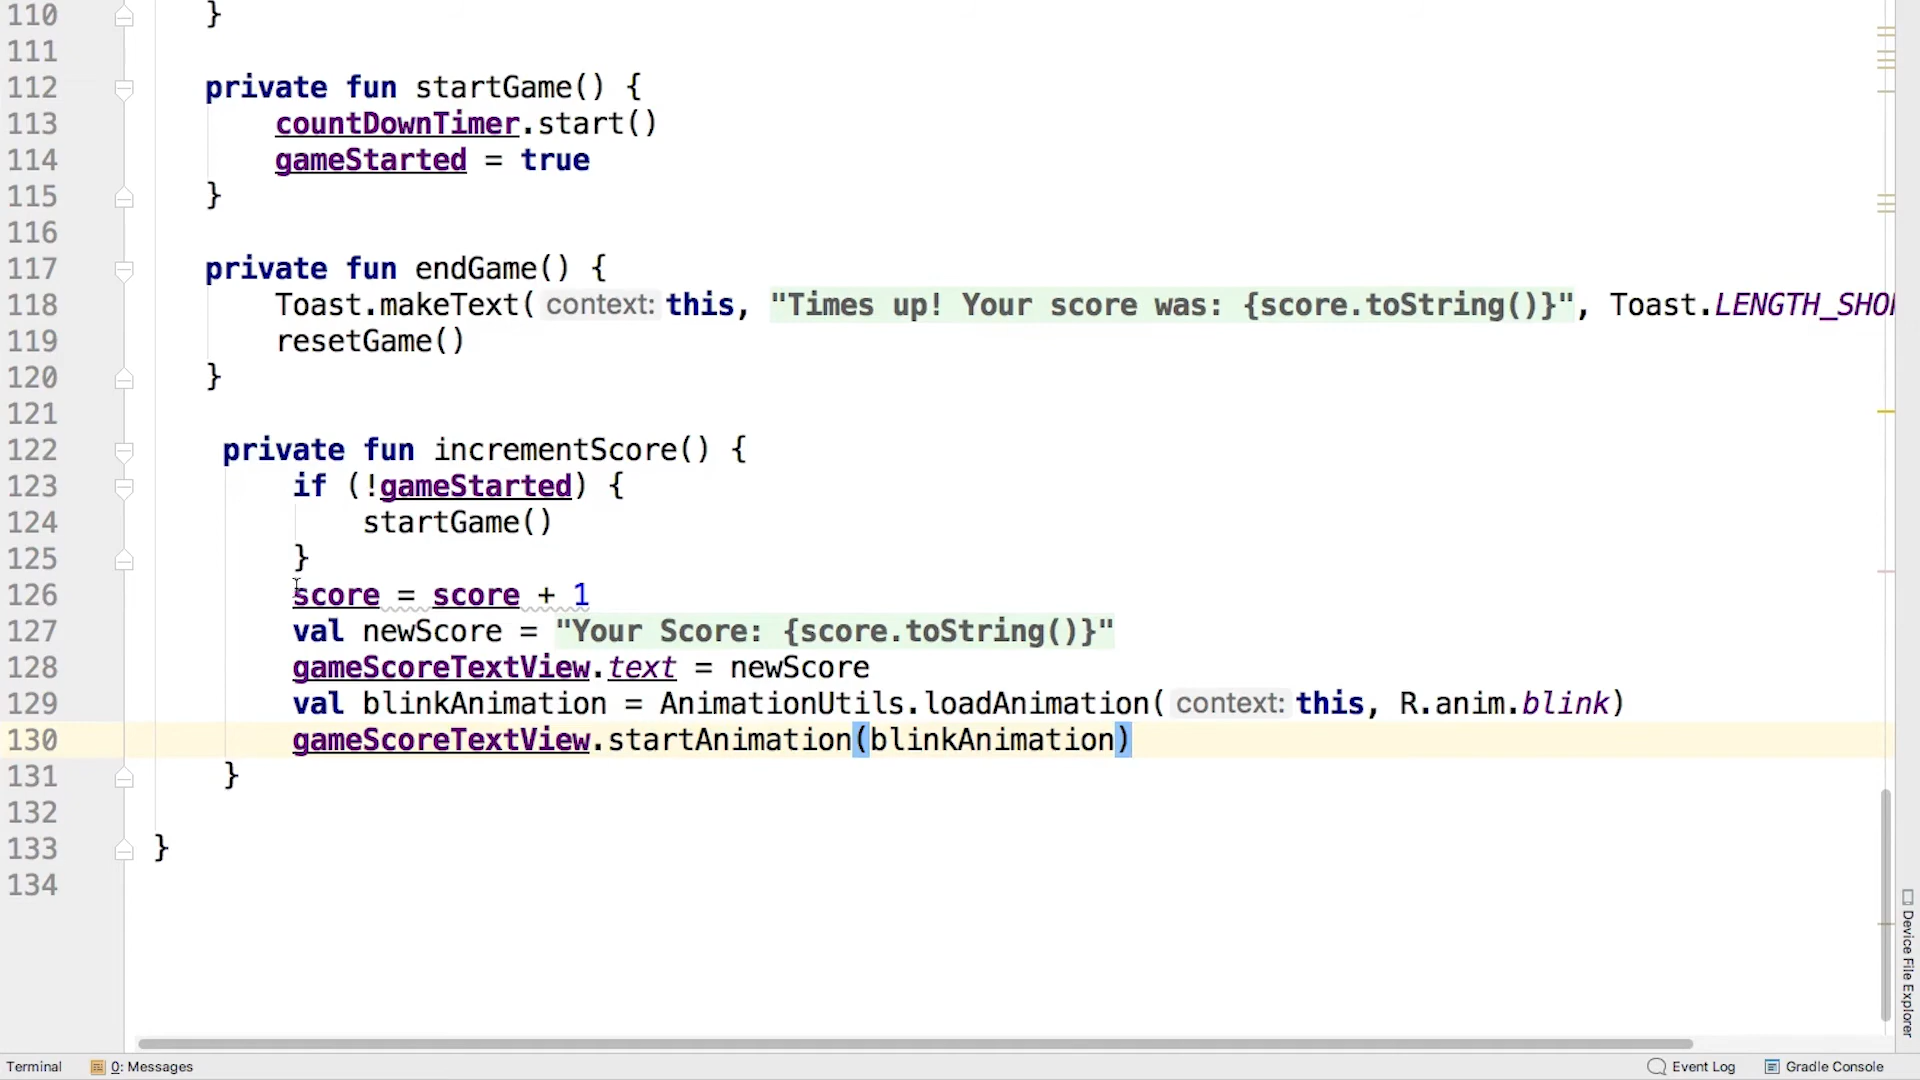 110 }
111
112 private fun startGame() {
113 countDownTimer.start()
114 gameStarted = true
115 }
116
117 private fun endGame() {
118 Toast.makeText( context: this, "Times up! Your score was: {score.toString()}", Toast.LENGTH_SHOR
119 resetGame()
120 }
121
122 private fun incrementScore() {
123 if (!gameStarted) {
124 startGame()
125 }
126 score = score + 1
127 val newScore = "Your Score: {score.toString()}"
128 gameScoreTextView.text = newScore
129 val blinkAnimation = AnimationUtils.loadAnimation( context: this, R.anim.blink)
130 gameScoreTextView.startAnimation(blinkAnimation)
131 }
132
133 }
134
Device File Explorer
Terminal 0: Messages Event Log Gradle Console